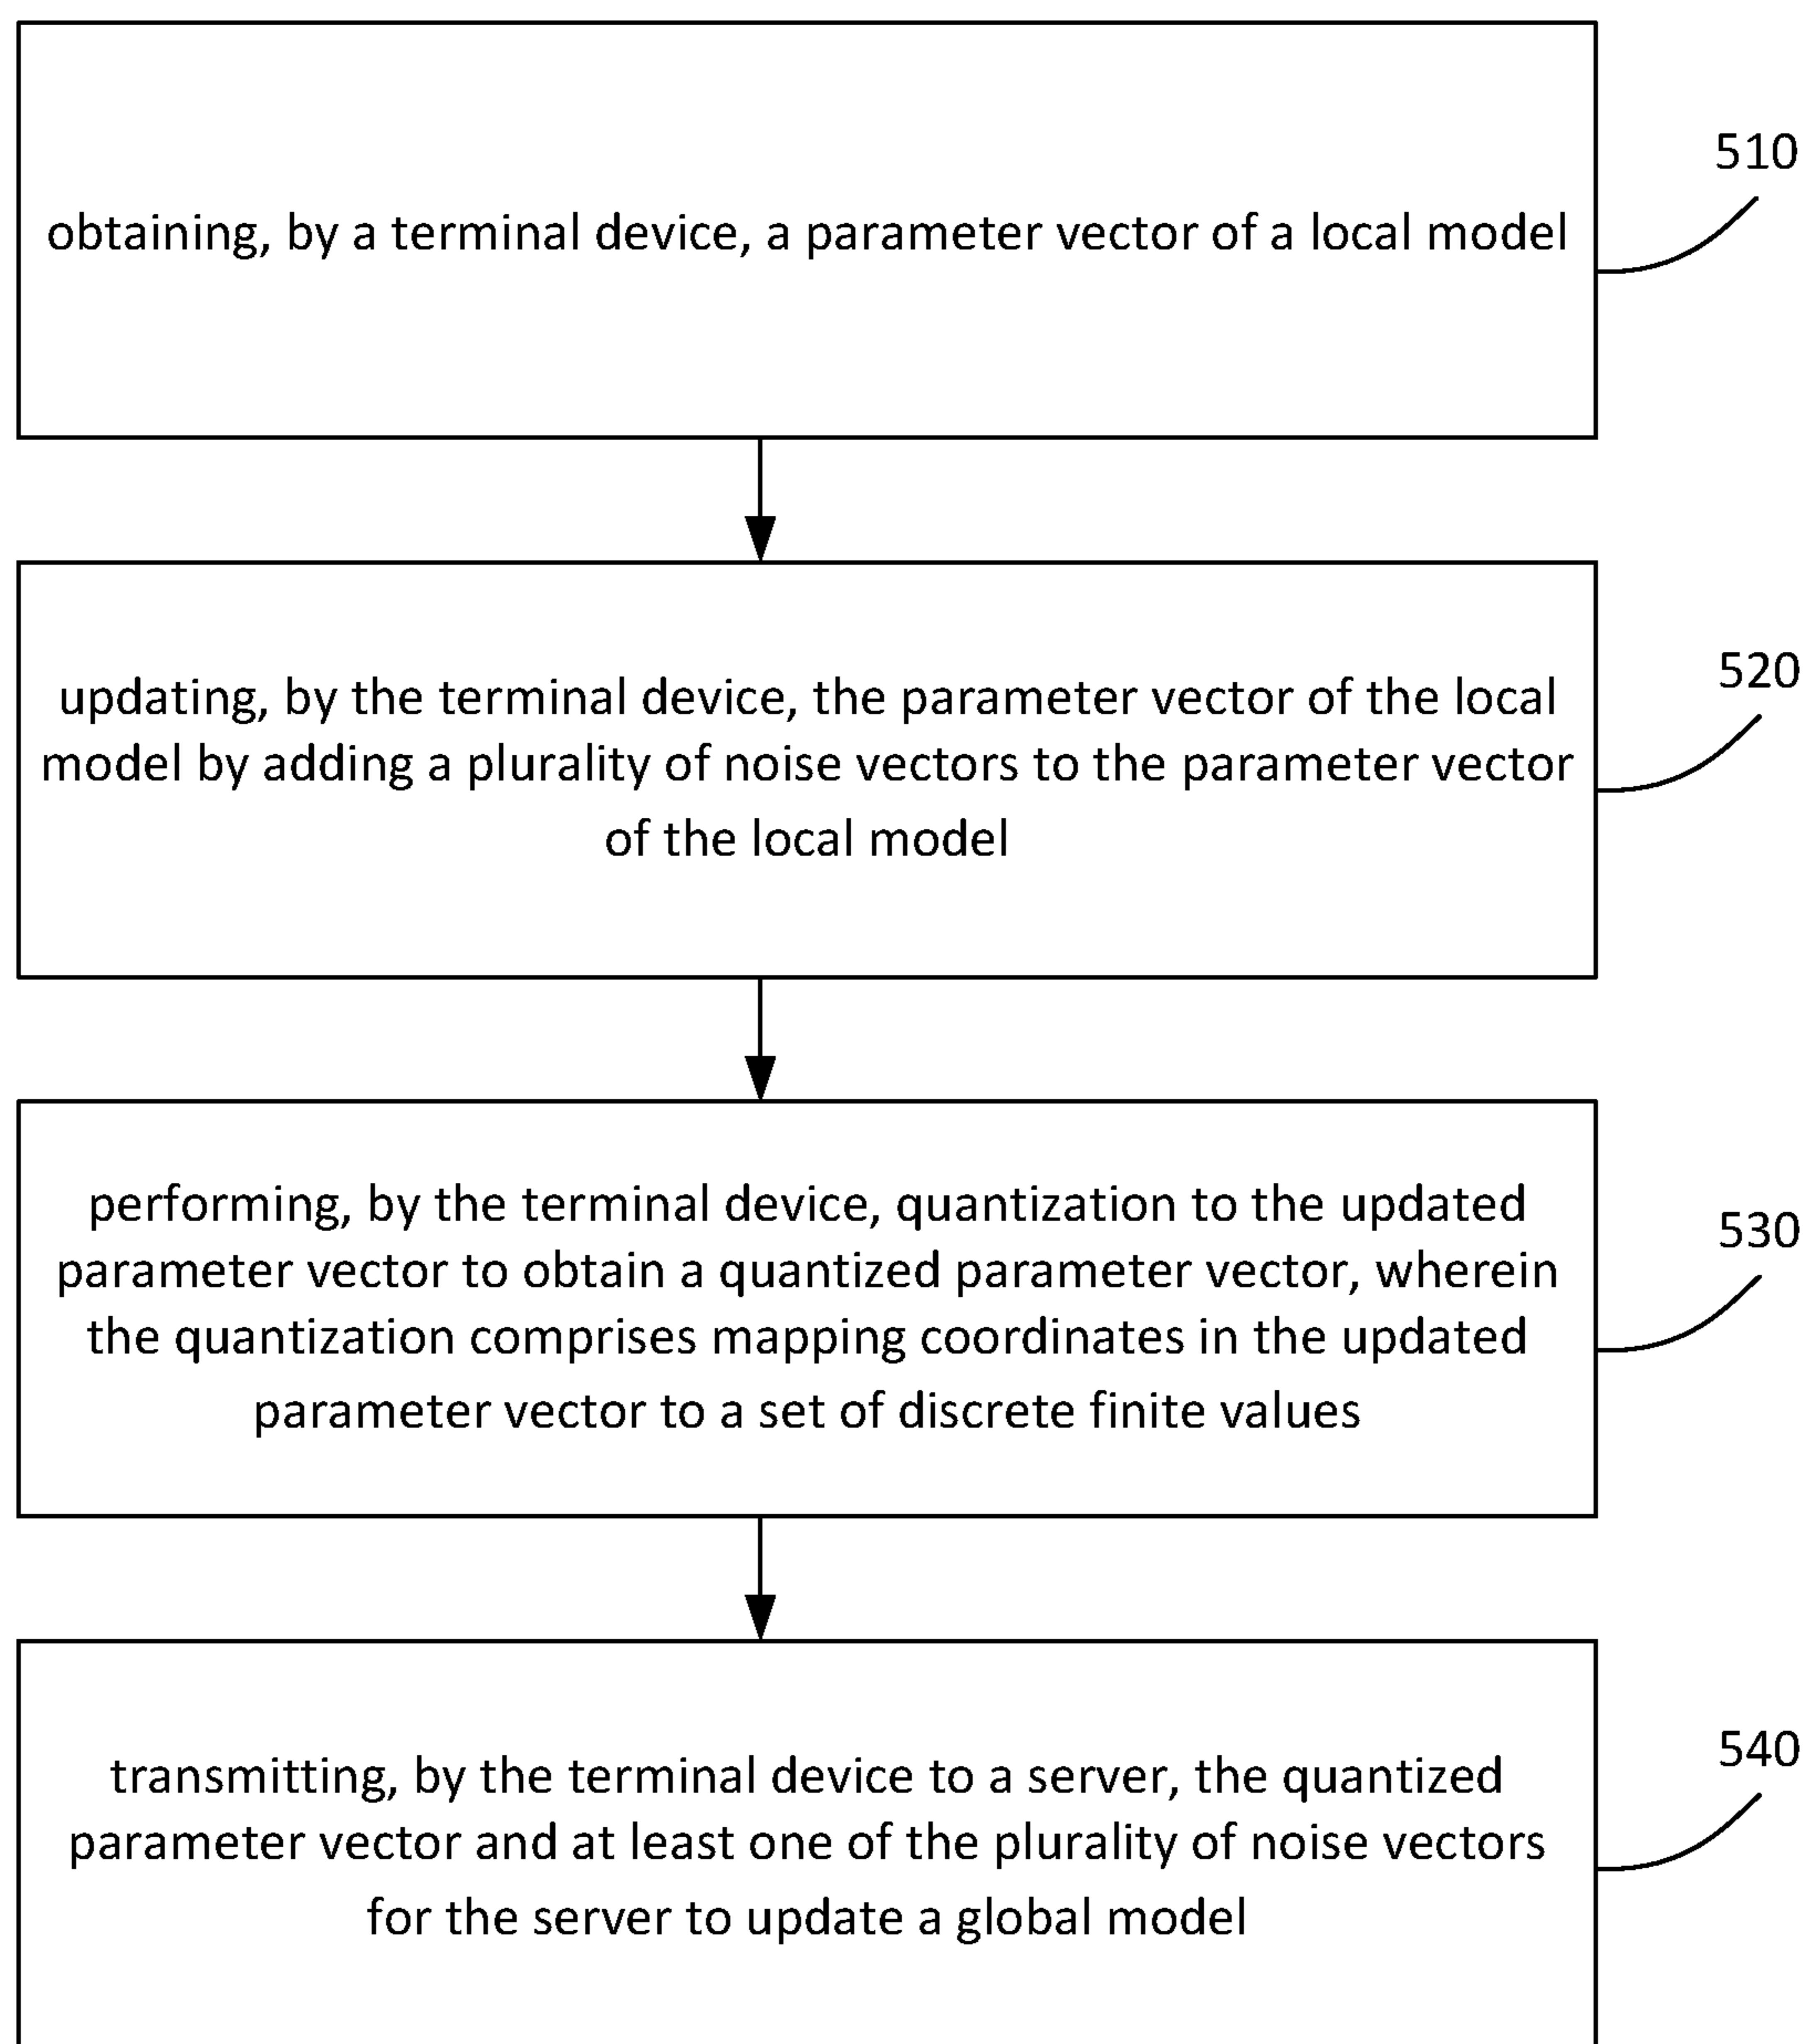 510
obtaining, by a terminal device, a parameter vector of a local model
520
updating, by the terminal device, the parameter vector of the local
model by adding a plurality of noise vectors to the parameter vector
of the local model
530
performing, by the terminal device, quantization to the updated
parameter vector to obtain a quantized parameter vector, wherein
the quantization comprises mapping coordinates in the updated
parameter vector to a set of discrete finite values
540
transmitting, by the terminal device to a server, the quantized
parameter vector and at least one of the plurality of noise vectors
for the server to update a global model